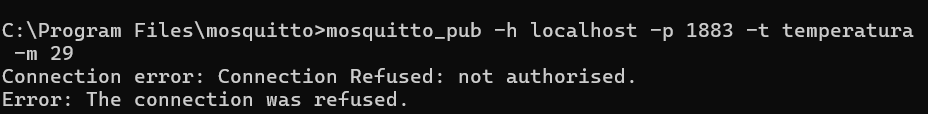 C:\Program Files\mosquitto>mosquitto_pub -h localhost -p 1883 -t temperatura
 -m 29
Connection error: Connection Refused: not authorised.
Error: The connection was refused.